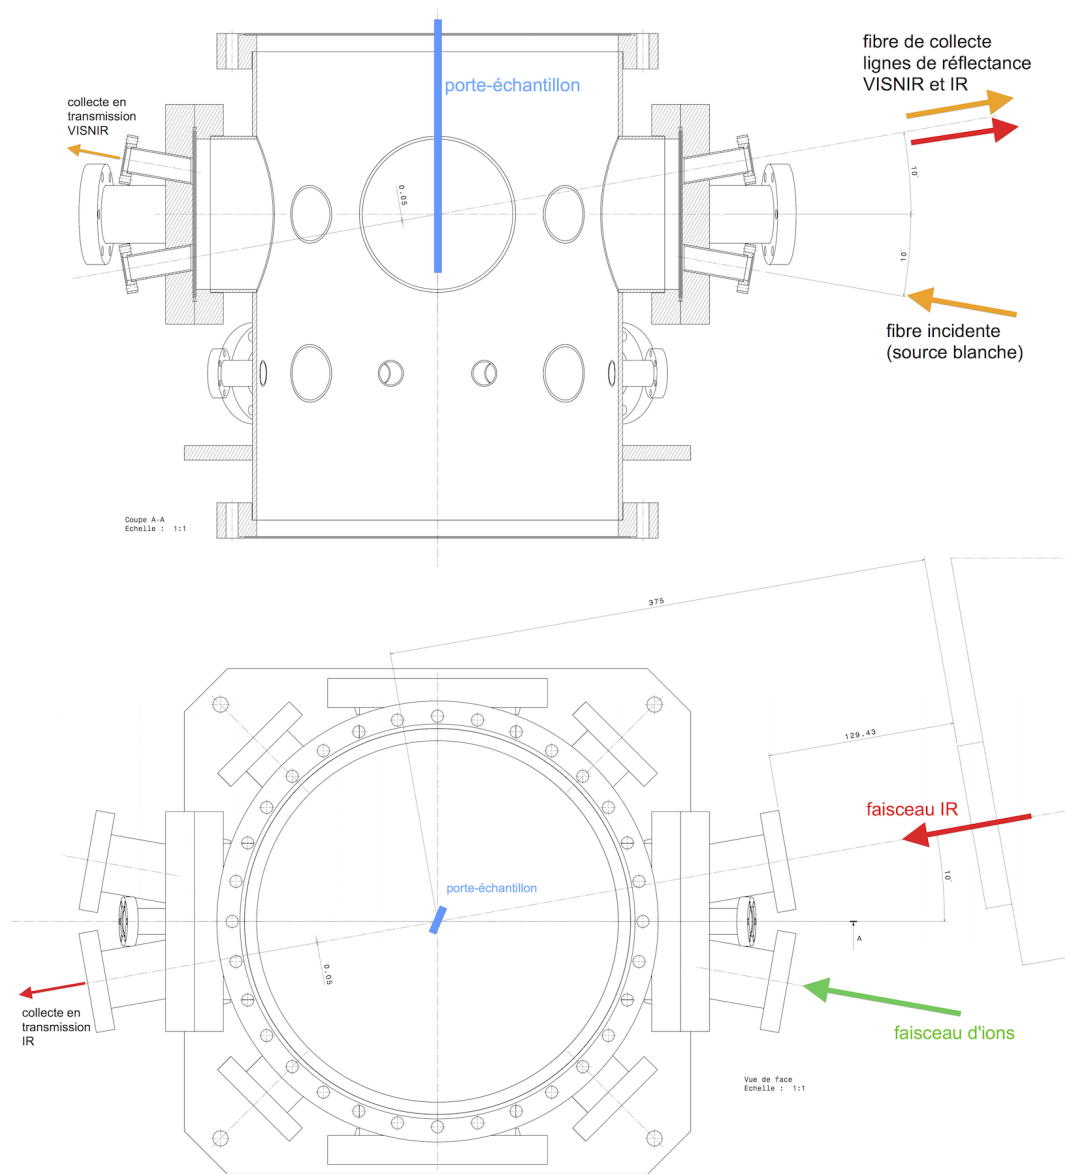 fibre de collecte
lignes de réflectance
VISNIR et IR
porte-échantillon
collecte en
transmission
VISNIR
0.05
10°
10°
fibre incidente
(source blanche)
Coupe A-A
Echelle : 1:1
375
129.43
faisceau IR
porte-échantillon
10°
A
0.05
collecte en
transmission
IR
faisceau d'ions
Vue de face
Echelle : 1:1